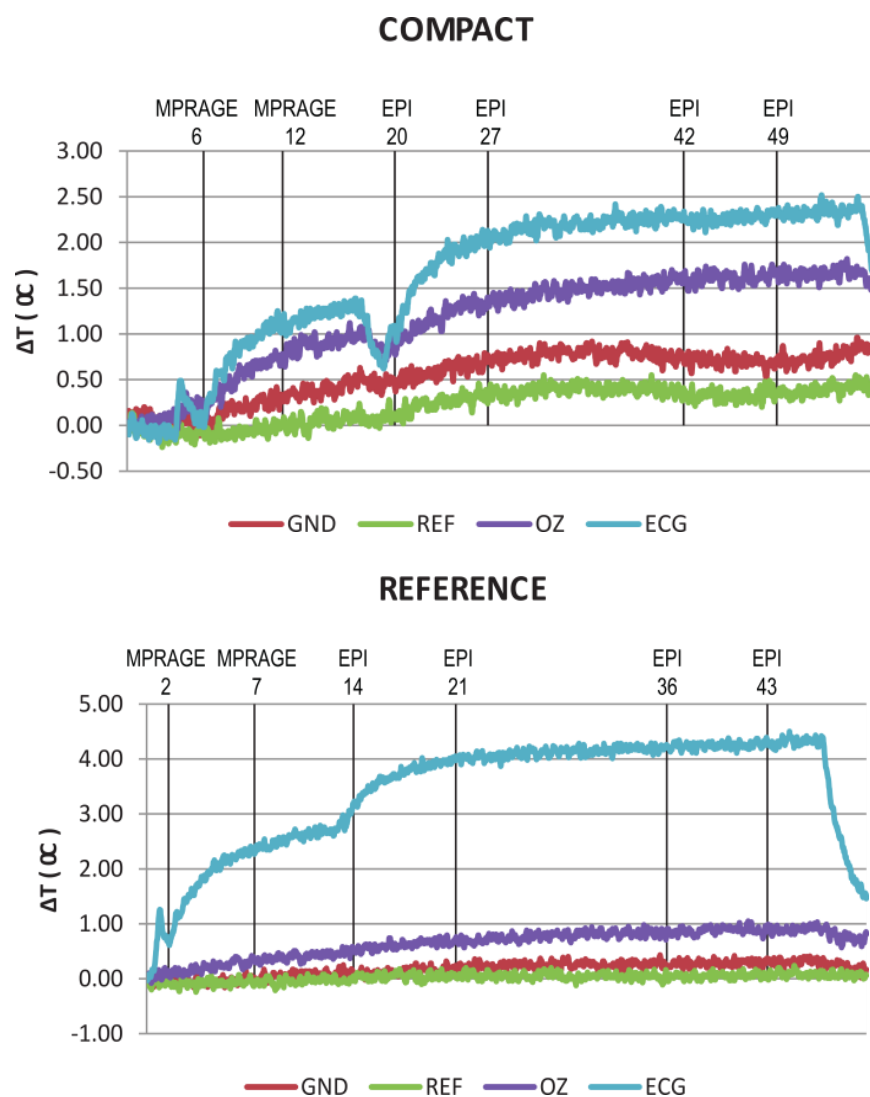 COMPACT
MPRAGE MPRAGE EPI EPI EPI EPI
6 12 20 27 42 49
3.00
2.50
2.00
1.50
1.00
0.50
0.00
-0.50
ΔT ( 0C )
GND REF OZ ECG
REFERENCE
MPRAGE MPRAGE EPI EPI EPI EPI
2 7 14 21 36 43
5.00
4.00
3.00
2.00
1.00
0.00
-1.00
ΔT ( 0C )
GND REF OZ ECG